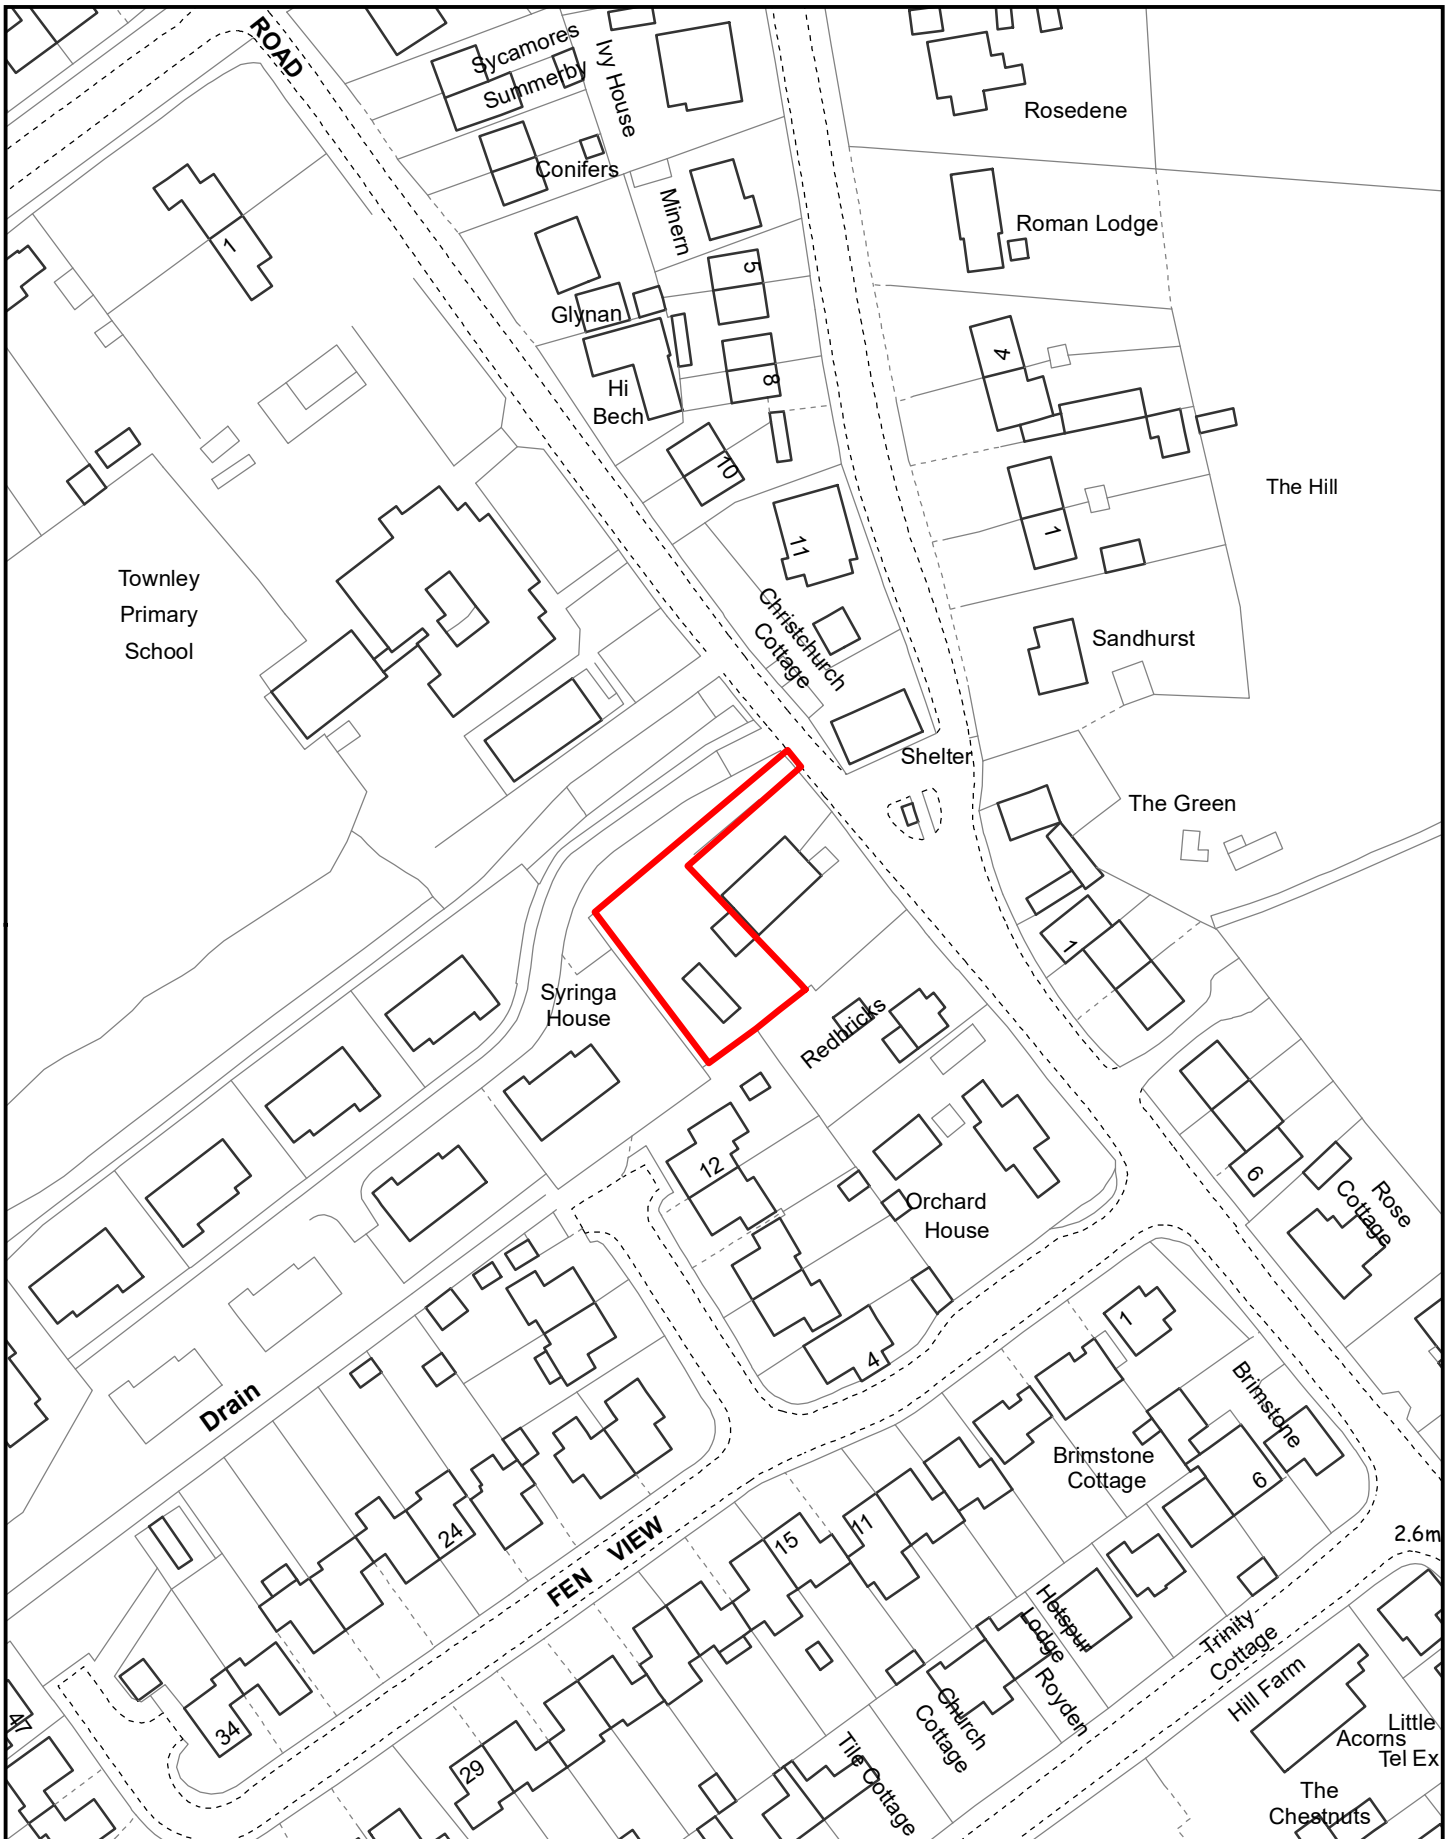 ROAD
Sycamores
Summerby
Ivy House
Rosedene
Conifers
Minern
Roman Lodge
1
5
Glynan
4
Hi
Bech
8
10
The Hill
11
1
Townley
Primary
School
Christchurch
Cottage
Sandhurst
Shelter
The Green
1
Syringa
House
Redbricks
12
6
Orchard
House
Rose
Cottage
1
4
Drain
Brimstone
Brimstone
Cottage
6
24
15
11
2.6m
FEN VIEW
Hotspur
Lodge
Royden
Trinity
Cottage
Hill Farm
47
34
Church
Cottage
Little
Acorns
Tel Ex
29
Tile Cottage
The
Chestnuts